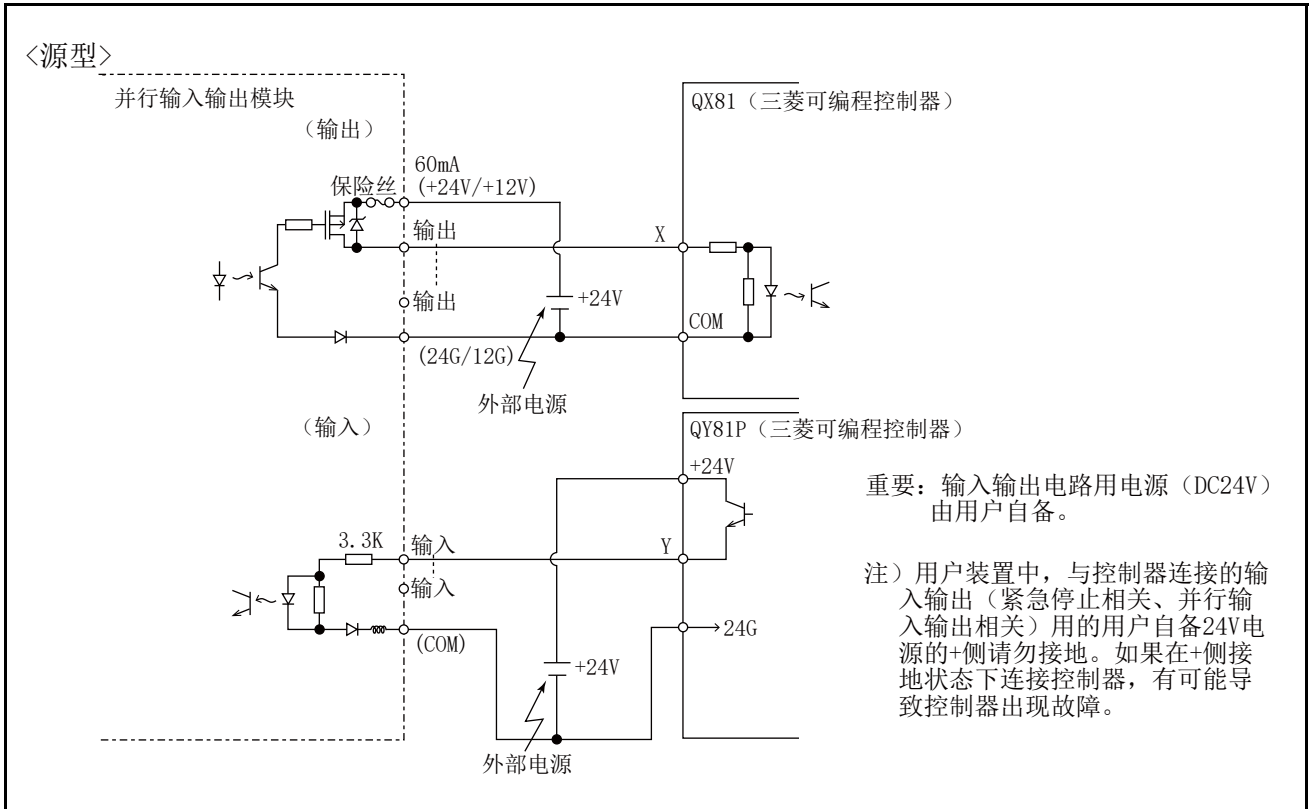 <源型>
并行输入输出模块
（输出）
60mA
保险丝
(+24V/+12V)
输出
输出
(24G/12G)
+24V
外部电源
QX81（三菱可编程控制器）
X
COM
（输入）
QY81P（三菱可编程控制器）
+24V
Y
24G
3.3K
输入
输入
(COM)
+24V
外部电源
重要：输入输出电路用电源（DC24V）
由用户自备。
注）用户装置中，与控制器连接的输
入输出（紧急停止相关、并行输
入输出相关）用的用户自备24V电
源的+侧请勿接地。如果在+侧接
地状态下连接控制器，有可能导
致控制器出现故障。